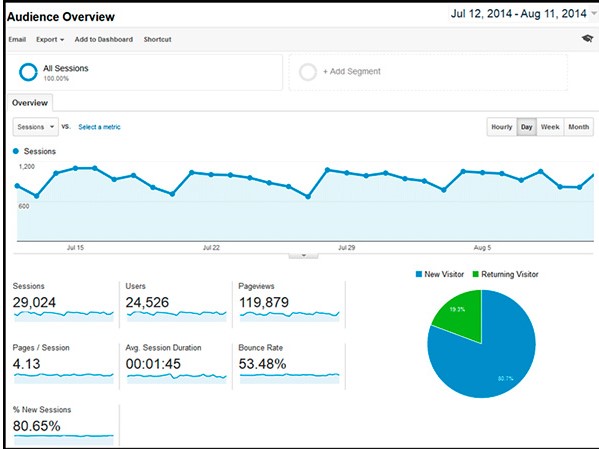 Audience Overview
Jul 12, 2014 - Aug 11, 2014
Email Export Add to Dashboard Shortcut
All Sessions
100.00%
+ Add Segment
Overview
Sessions vs. Select a metric
Hourly Day Week Month
Sessions
1,200
600
Jul 15 Jul 22 Jul 29 Aug 5
Sessions Users Pageviews
29,024 24,526 119,879
Pages / Session Avg. Session Duration Bounce Rate
4.13 00:01:45 53.48%
% New Sessions
80.65%
New Visitor Returning Visitor
19.3%
80.7%